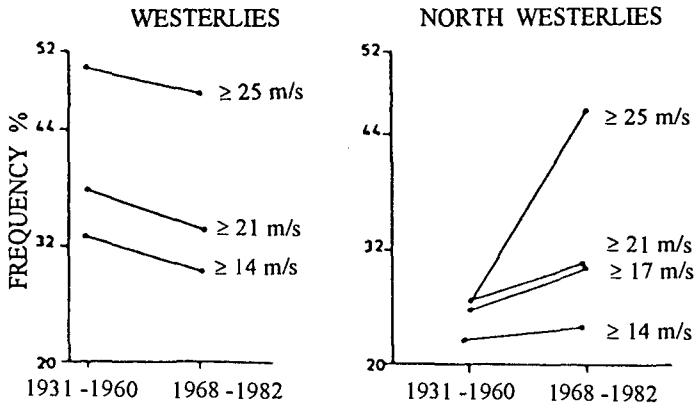 WESTERLIES
FREQUENCY %
52
44
32
20
≥ 25 m/s
≥ 21 m/s
≥ 14 m/s
1931 -1960
1968 -1982
NORTH WESTERLIES
52
44
32
20
≥ 25 m/s
≥ 21 m/s
≥ 17 m/s
≥ 14 m/s
1931 -1960
1968 -1982